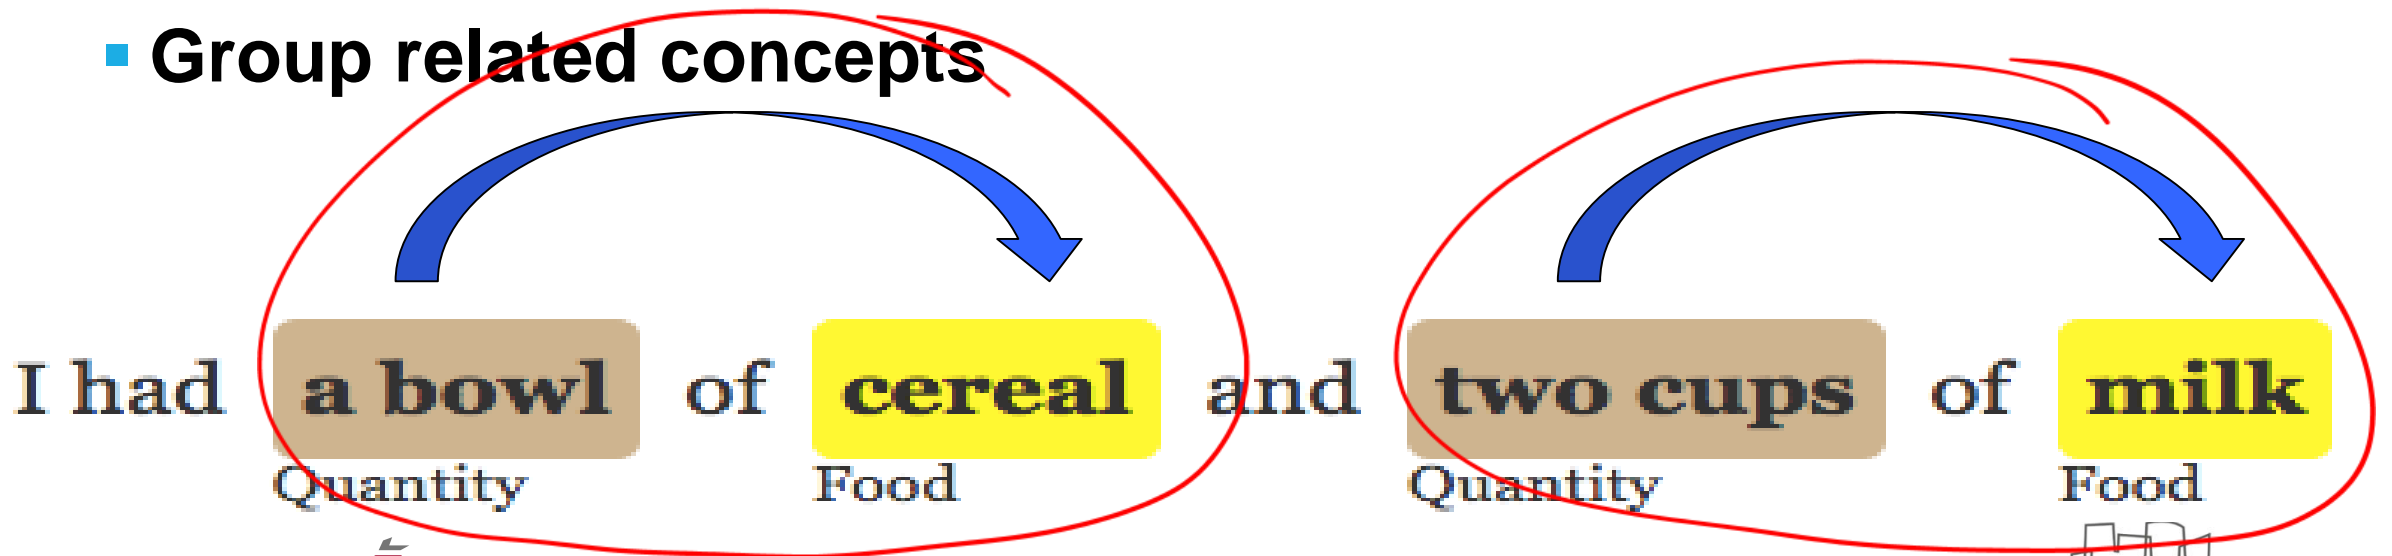 Group related concepts
I had a bowl of cereal and two cups of milk
Quantity Food Quantity Food